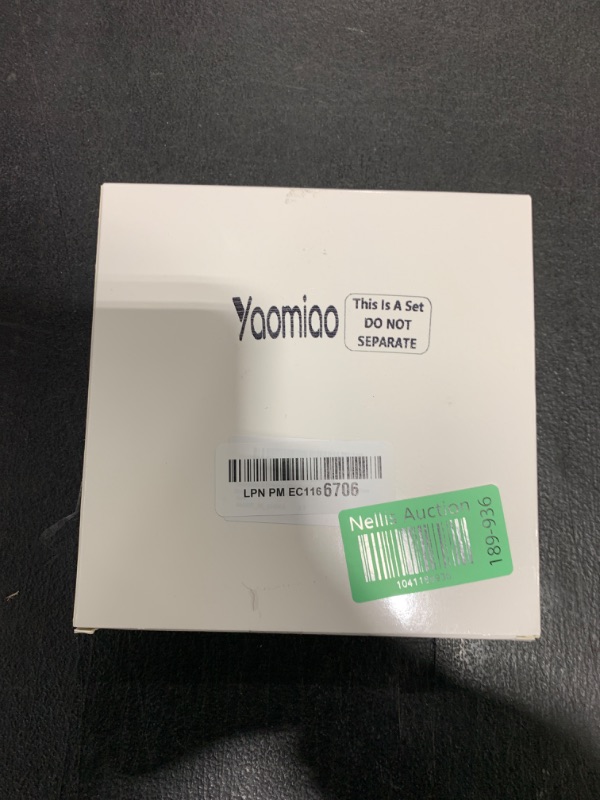 Yaomiao
This Is A Set
DO NOT
SEPARATE
LPN PM EC1166706
Nellis Auction
189-936